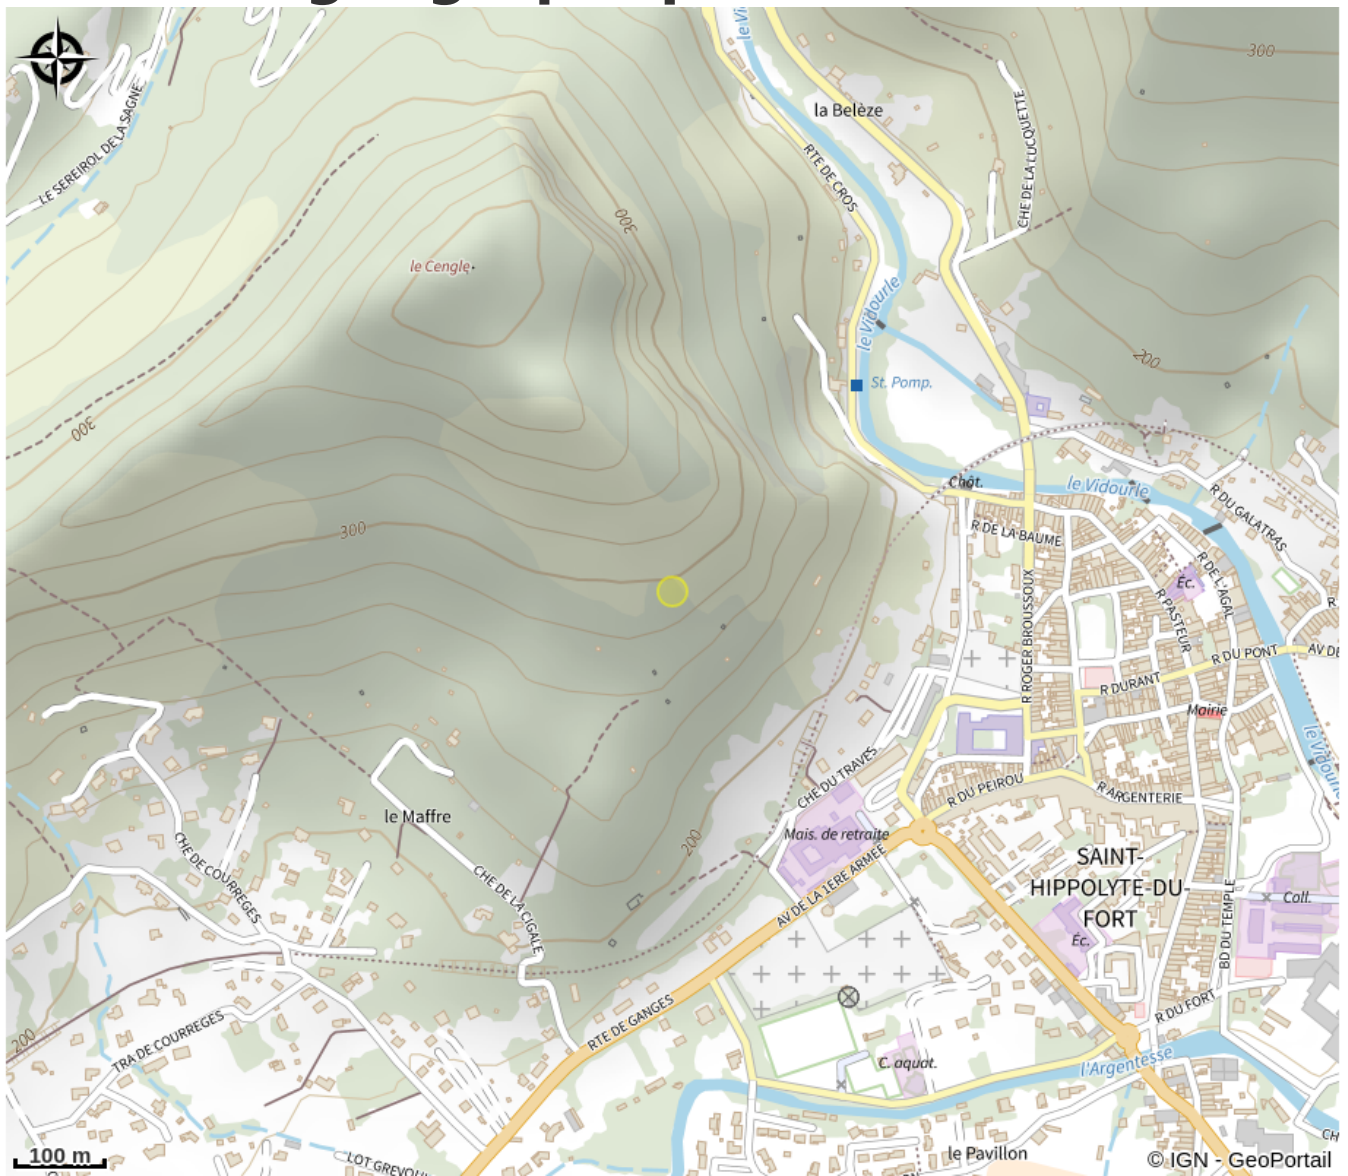 le Vi
300
la Belèze
LE SEREIROL DE LA SAGNE
RTE DE CROS
CHE DE LA LUCQUETTE
300
le Cengle
le Vidourle
200
St. Pomp.
300
Chât.
le Vidourle
R DU GALATRAS
300
R DE LA BAUME
R DE L'AGAL
Éc.
R PASTEUR
R ROGER BROUSSOUX
R
R DU PONT
AV DE
R DURANT
Mairie
le Vidourle
CHE DU TRAVES
R DU PEIROU
R ARGENTERIE
le Maffre
Mais. de retraite
200
CHE DE COURREGES
CHE DE LA CIGALE
AV DE LA 1ERE ARMEE
SAINT-
HIPPOLYTE-DU-
FORT
Coll.
Éc.
BD DU TEMPLE
RTE DE GANGES
R DU FORT
200
TRA DE COURREGES
C. aquat.
l'Argentesse
CH
100 m
le Pavillon
© IGN - GeoPortail